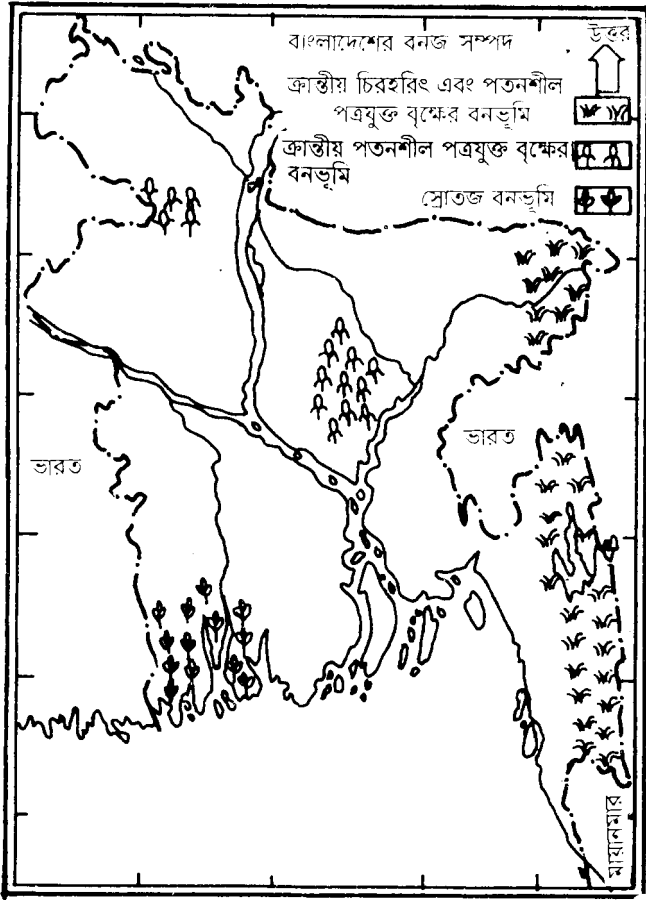 বাংলাদেশের বনজ সম্পদ
উত্তর
ক্রান্তীয় চিরহরিৎ এবং পতনশীল
পত্রযুক্ত বৃক্ষের বনভূমি
ক্রান্তীয় পতনশীল পত্রযুক্ত বৃক্ষের
বনভূমি
স্রোতজ বনভূমি
ভারত
ভারত
মায়ানমার